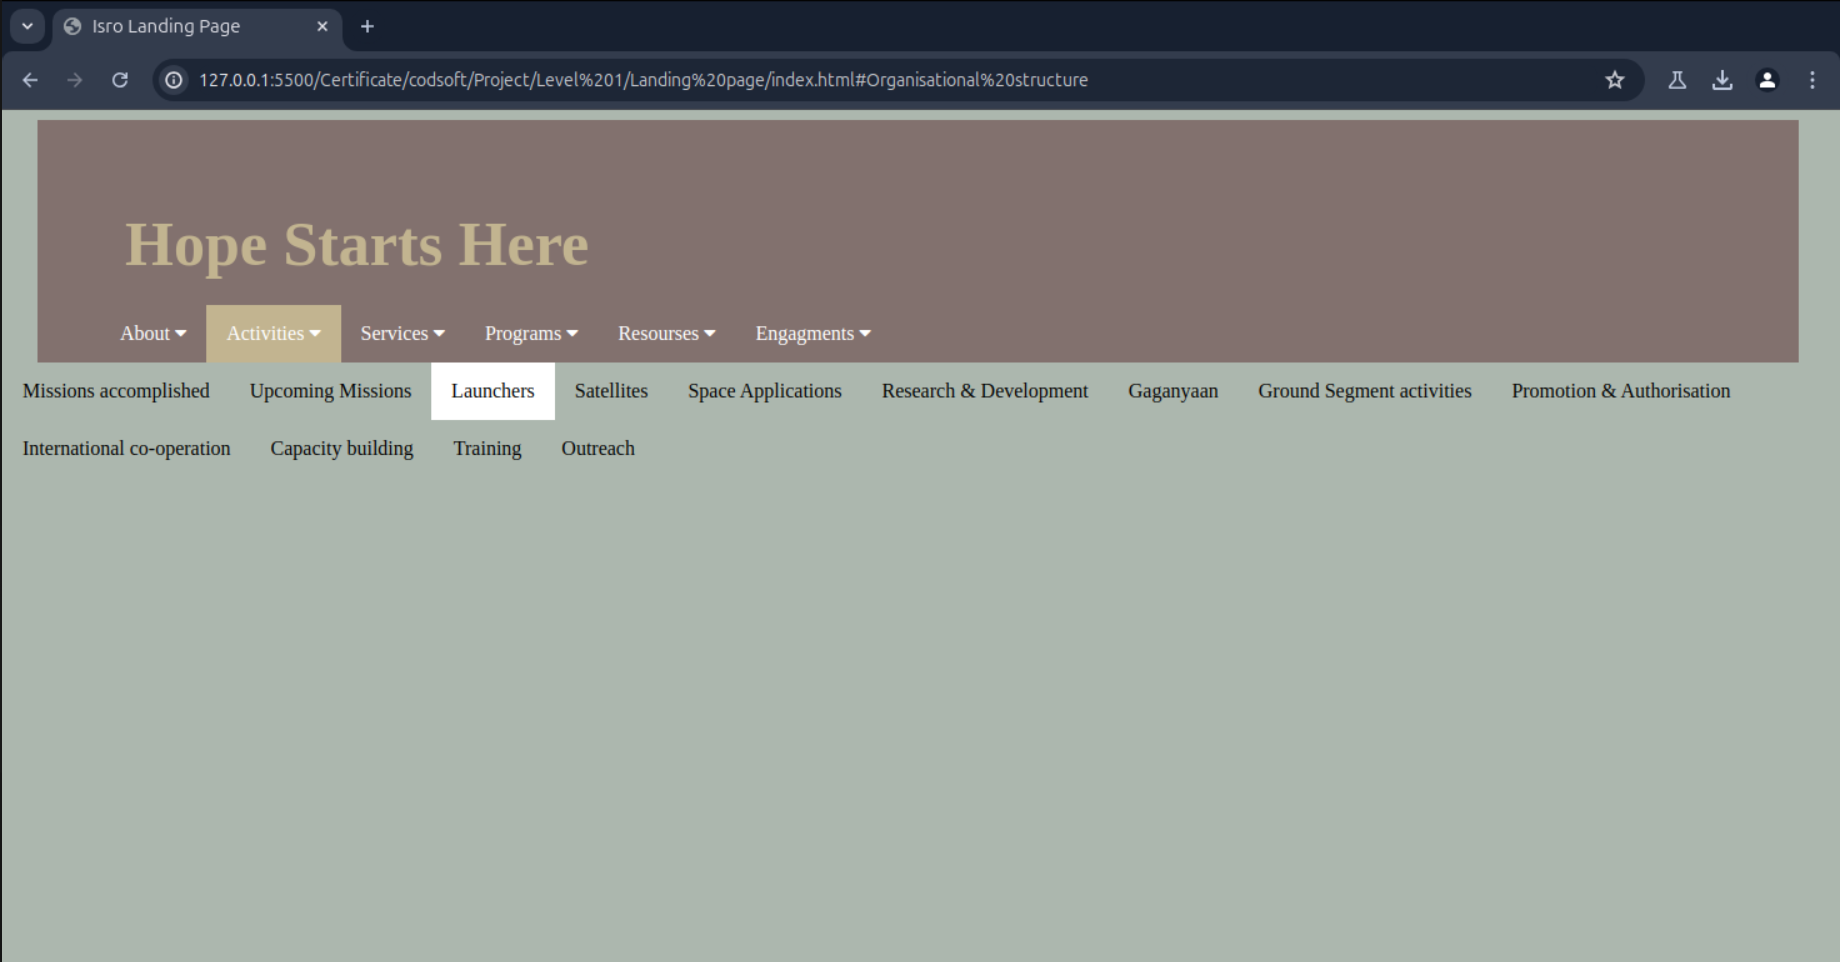 Isro Landing Page
127.0.0.1:5500/Certificate/codsoft/Project/Level%201/Landing%20page/index.html#Organisational%20structure
Hope Starts Here
About Activities Services Programs Resourses Engagments
Missions accomplished Upcoming Missions Launchers Satellites Space Applications Research & Development Gaganyaan Ground Segment activities Promotion & Authorisation
International co-operation Capacity building Training Outreach